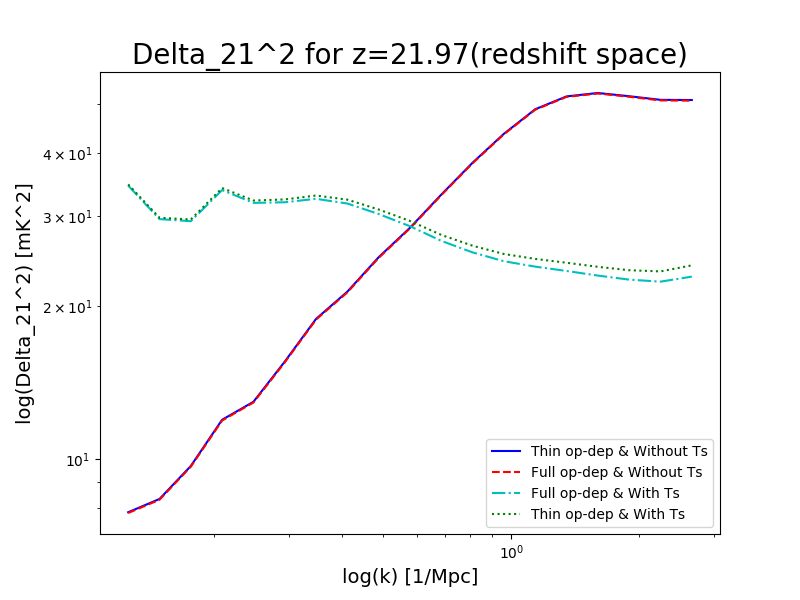 Delta_21^2 for z=21.97(redshift space)
log(Delta_21^2) [mK^2]
4 × 10^1
3 × 10^1
2 × 10^1
10^1
Thin op-dep & Without Ts
Full op-dep & Without Ts
Full op-dep & With Ts
Thin op-dep & With Ts
10^0
log(k) [1/Mpc]